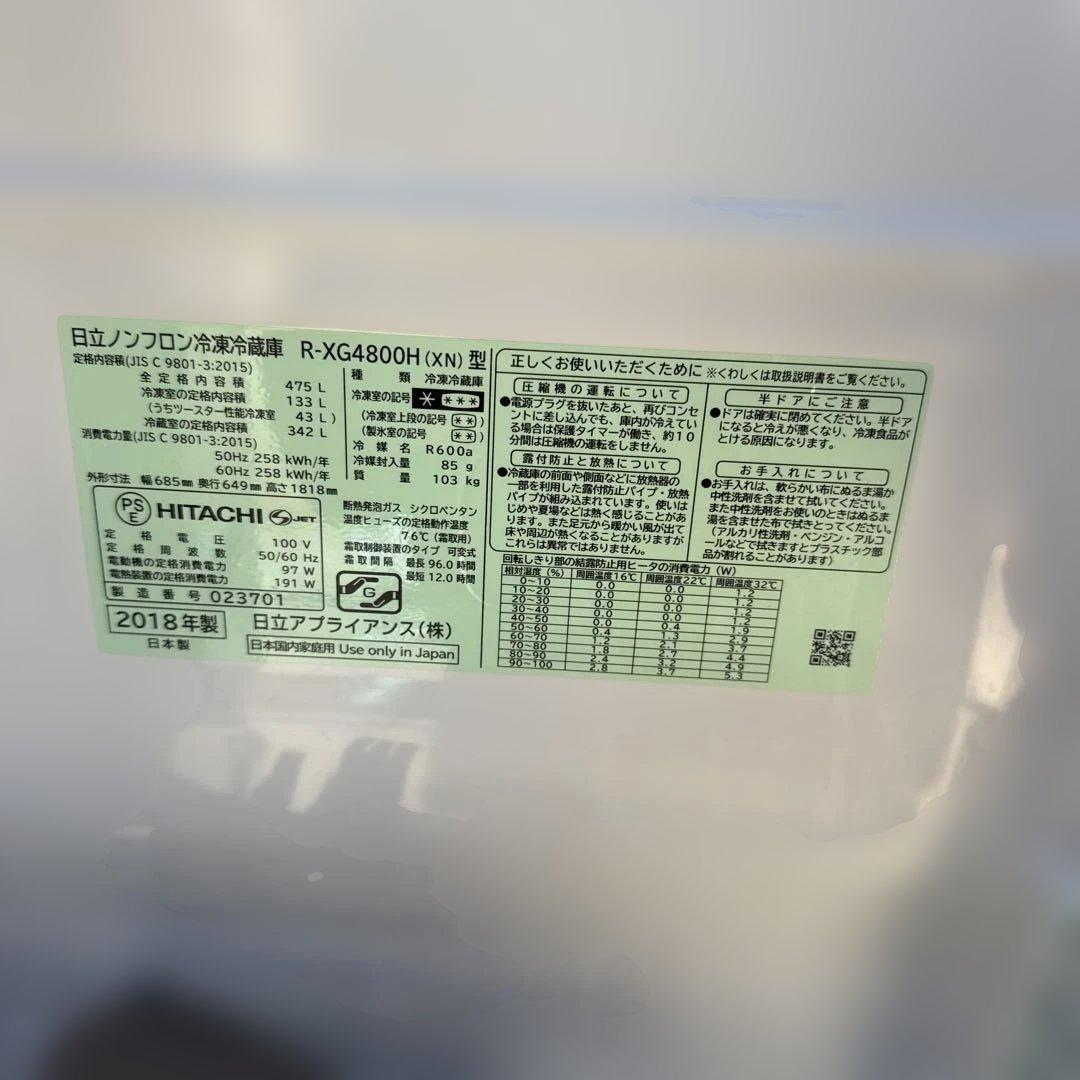 日立ノンフロン冷凍冷蔵庫 R-XG4800H(XN)型
定格内容積(JIS C 9801-3:2015)
全定格内容積 475 L
冷凍室の定格内容積 133 L
(うちツースター性能冷凍室 43 L)
冷蔵室の定格内容積 342 L
消費電力量(JIS C 9801-3:2015)
50Hz 258 kWh/年
60Hz 258 kWh/年
外形寸法 幅685mm 奥行649mm 高さ1818mm
種類 冷凍冷蔵庫
冷凍室の記号 * ***
(冷凍室上段の記号 **)
(製氷室の記号 **)
冷媒名 R600a
冷媒封入量 85 g
質量 103 kg
PS E HITACHI S JET
定格電圧 100 V
定格周波数 50/60 Hz
電動機の定格消費電力 97 W
電熱装置の定格消費電力 191 W
製造番号 023701
断熱発泡ガス シクロペンタン
温度ヒューズの定格動作温度
76℃(霜取用)
霜取制御装置のタイプ 可変式
霜取間隔 最長 96.0 時間
最短 12.0 時間
G
2018年製
日本製
日立アプライアンス(株)
日本国内家庭用 Use only in Japan
正しくお使いいただくために ※くわしくは取扱説明書をご覧ください。
圧縮機の運転について
●電源プラグを抜いたあと、再びコンセ
ントに差し込んでも、庫内が冷えてい
る場合は保護タイマーが働き、約10
分間は圧縮機の運転をしません。
露付防止と放熱について
●冷蔵庫の前面や側面などに放熱器の
一部を利用した露付防止パイプ・放熱
パイプが組み込まれています。使いは
じめや夏場などは熱く感じることがあ
ります。また足元から暖かい風が出て
床や周辺が熱くなることがありますが
これらは異常ではありません。
半ドアにご注意
●ドアは確実に閉めてください。半ドア
になると冷えが悪くなり、冷凍食品が
とける原因になります。
お手入れについて
●お手入れは、軟らかい布にぬるま湯か
中性洗剤を含ませて拭いてください。
また中性洗剤をお使いのときはぬるま
湯を含ませた布で拭きとってください。
(アルカリ性洗剤・ベンジン・アルコ
ールなどで拭きますとプラスチック部
品が割れることがあります)
回転しきり部の結露防止用ヒータの消費電力(W)
相対湿度(%) 周囲温度16℃ 周囲温度22℃ 周囲温度32℃
0~10 0.0 0.0 1.2
10~20 0.0 0.0 1.2
20~30 0.0 0.0 1.2
30~40 0.0 0.0 1.2
40~50 0.0 0.4 1.9
50~60 0.4 1.3 2.9
60~70 1.2 2.1 3.7
70~80 1.8 2.7 4.4
80~90 2.4 3.2 4.9
90~100 2.8 3.7 5.3